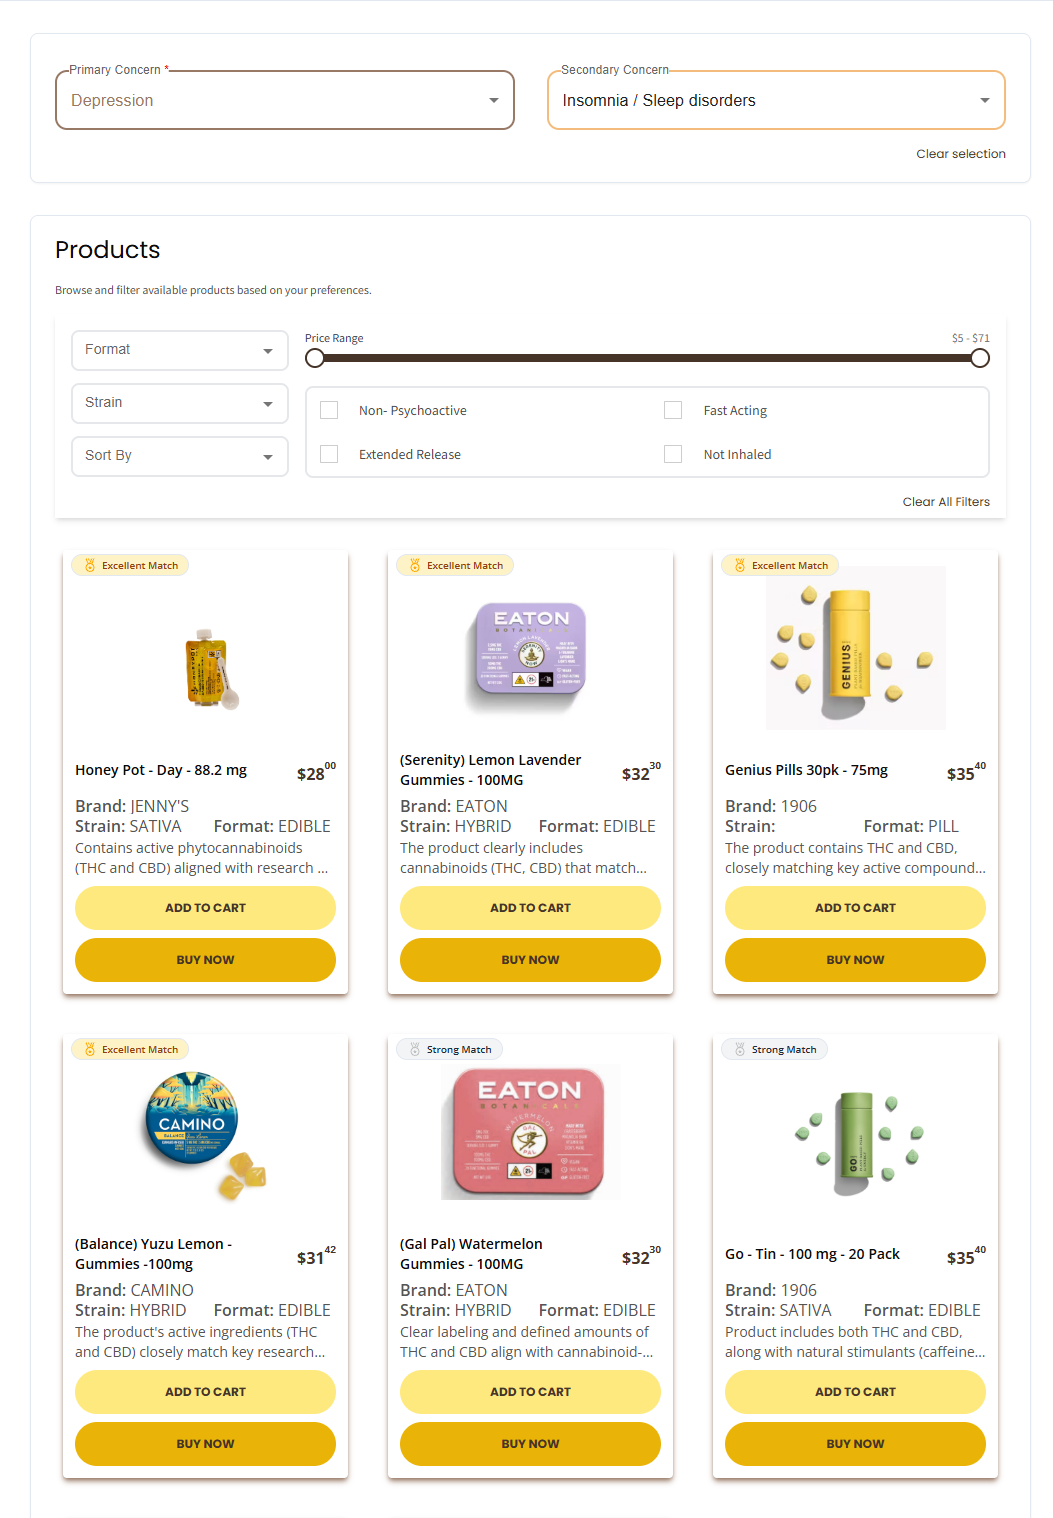 Primary Concern *
Depression
Secondary Concern
Insomnia / Sleep disorders
Clear selection
Products
Browse and filter available products based on your preferences.
Format
Strain
Sort By
Price Range
$5 - $71
Non- Psychoactive
Fast Acting
Extended Release
Not Inhaled
Clear All Filters
Excellent Match
Honey Pot - Day - 88.2 mg
$28 00
Brand: JENNY'S
Strain: SATIVA Format: EDIBLE
Contains active phytocannabinoids
(THC and CBD) aligned with research ...
ADD TO CART
BUY NOW
Excellent Match
EATON
BOTANICALS
LEMON LAVENDER
SERENITY
NOW
(Serenity) Lemon Lavender
Gummies - 100MG
$32 30
Brand: EATON
Strain: HYBRID Format: EDIBLE
The product clearly includes
cannabinoids (THC, CBD) that match...
ADD TO CART
BUY NOW
Excellent Match
GENIUS
Genius Pills 30pk - 75mg
$35 40
Brand: 1906
Strain: Format: PILL
The product contains THC and CBD,
closely matching key active compound...
ADD TO CART
BUY NOW
Excellent Match
CAMINO
BALANCE Yuzu Lemon
(Balance) Yuzu Lemon -
Gummies -100mg
$31 42
Brand: CAMINO
Strain: HYBRID Format: EDIBLE
The product's active ingredients (THC
and CBD) closely match key research...
ADD TO CART
BUY NOW
Strong Match
EATON
BOTANICALS
WATERMELON
GAL
PAL
(Gal Pal) Watermelon
Gummies - 100MG
$32 30
Brand: EATON
Strain: HYBRID Format: EDIBLE
Clear labeling and defined amounts of
THC and CBD align with cannabinoid-...
ADD TO CART
BUY NOW
Strong Match
GO!
Go - Tin - 100 mg - 20 Pack
$35 40
Brand: 1906
Strain: SATIVA Format: EDIBLE
Product includes both THC and CBD,
along with natural stimulants (caffeine...
ADD TO CART
BUY NOW